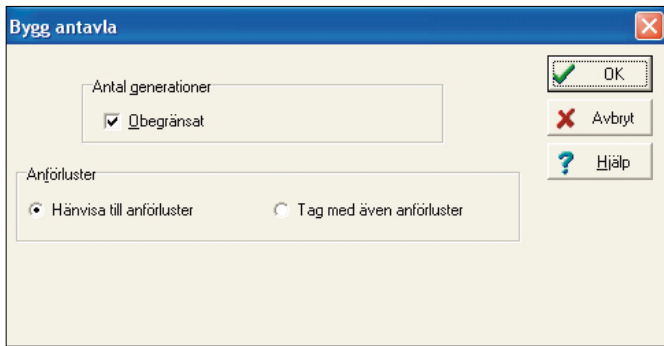 Bygg antavla
Antal generationer
Obegränsat
Anförluster
Hänvisa till anförluster
Tag med även anförluster
OK
Avbryt
Hjälp